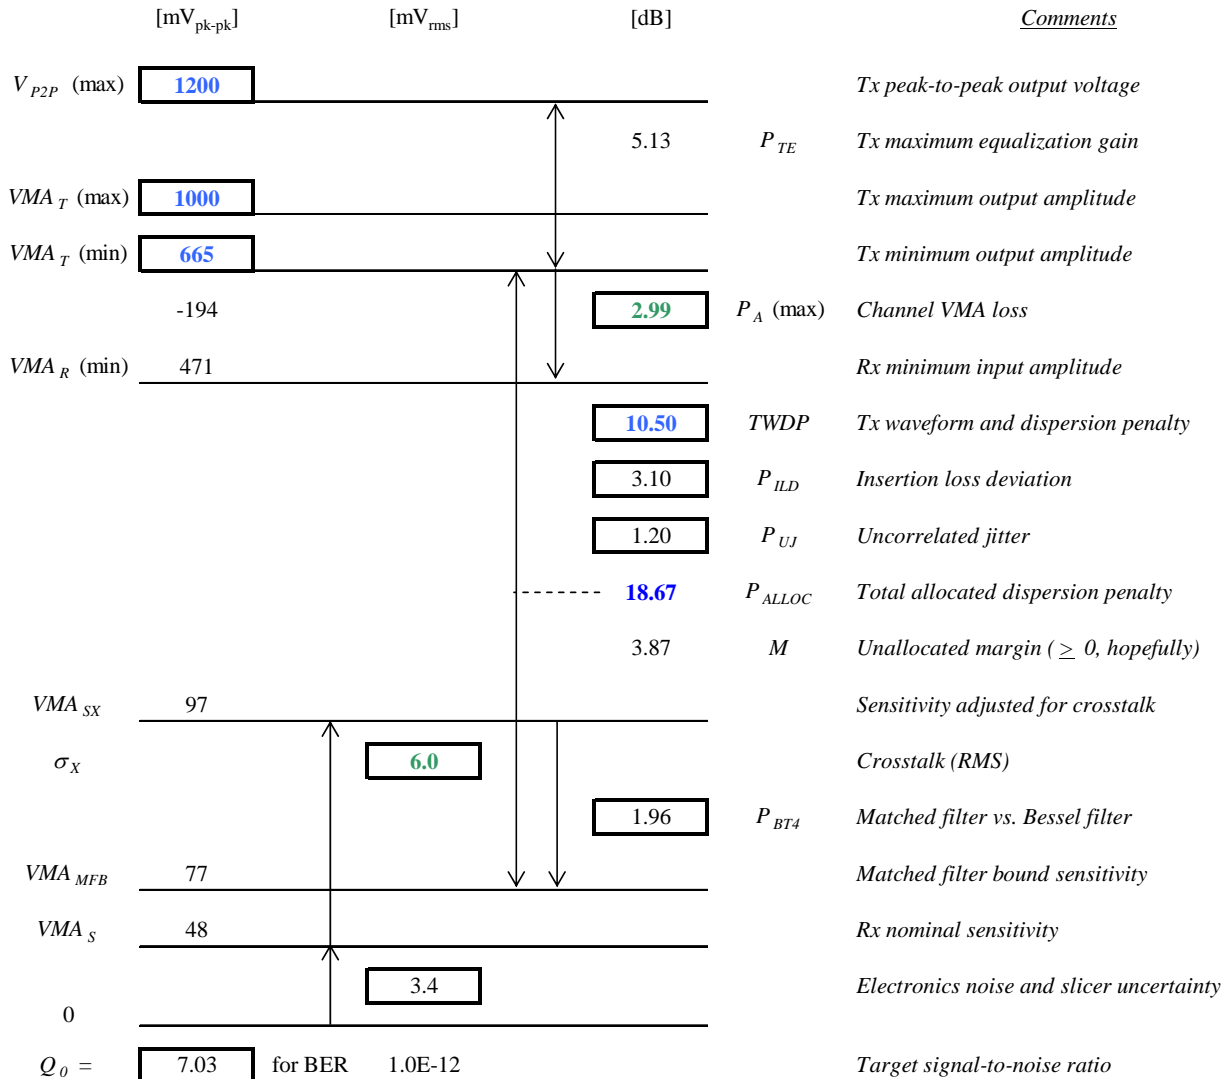 [mVpk-pk] [mVrms] [dB] Comments
VP2P (max) 1200 Tx peak-to-peak output voltage
5.13 PTE Tx maximum equalization gain
VMAT (max) 1000 Tx maximum output amplitude
VMAT (min) 665 Tx minimum output amplitude
-194 2.99 PA (max) Channel VMA loss
VMAR (min) 471 Rx minimum input amplitude
10.50 TWDP Tx waveform and dispersion penalty
3.10 PILD Insertion loss deviation
1.20 PUJ Uncorrelated jitter
18.67 PALLOC Total allocated dispersion penalty
3.87 M Unallocated margin ( ≥ 0, hopefully)
VMASX 97 Sensitivity adjusted for crosstalk
σX 6.0 Crosstalk (RMS)
1.96 PBT4 Matched filter vs. Bessel filter
VMAMFB 77 Matched filter bound sensitivity
VMAS 48 Rx nominal sensitivity
3.4 Electronics noise and slicer uncertainty
0
Q0 = 7.03 for BER 1.0E-12 Target signal-to-noise ratio